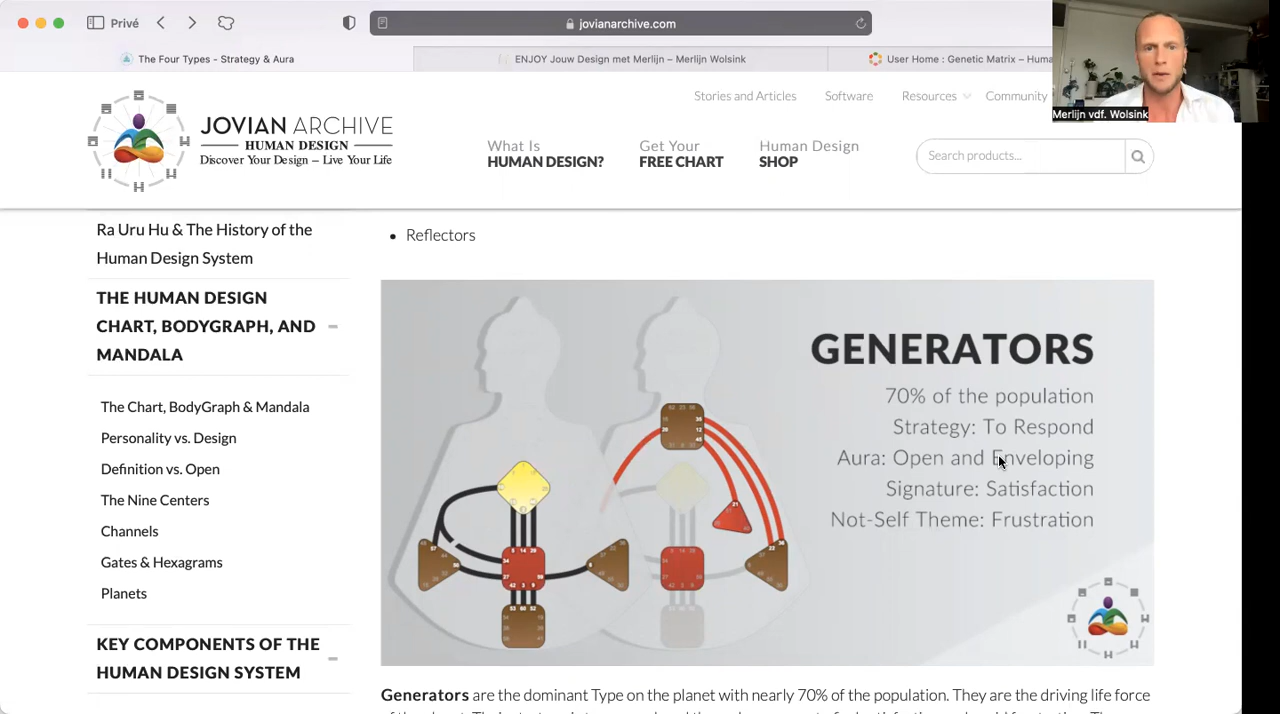 Privé
jovianarchive.com
The Four Types - Strategy & Aura
ENJOY Jouw Design met Merlijn – Merlijn Wolsink
User Home : Genetic Matrix – Huma
Merlijn vdf. Wolsink
Stories and Articles
Software
Resources
Community
JOVIAN ARCHIVE
HUMAN DESIGN
Discover Your Design – Live Your Life
What Is
HUMAN DESIGN?
Get Your
FREE CHART
Human Design
SHOP
Search products...
Ra Uru Hu & The History of the
Human Design System
THE HUMAN DESIGN
CHART, BODYGRAPH, AND
MANDALA
The Chart, BodyGraph & Mandala
Personality vs. Design
Definition vs. Open
The Nine Centers
Channels
Gates & Hexagrams
Planets
KEY COMPONENTS OF THE
HUMAN DESIGN SYSTEM
• Reflectors
GENERATORS
70% of the population
Strategy: To Respond
Aura: Open and Enveloping
Signature: Satisfaction
Not-Self Theme: Frustration
Generators are the dominant Type on the planet with nearly 70% of the population. They are the driving life force